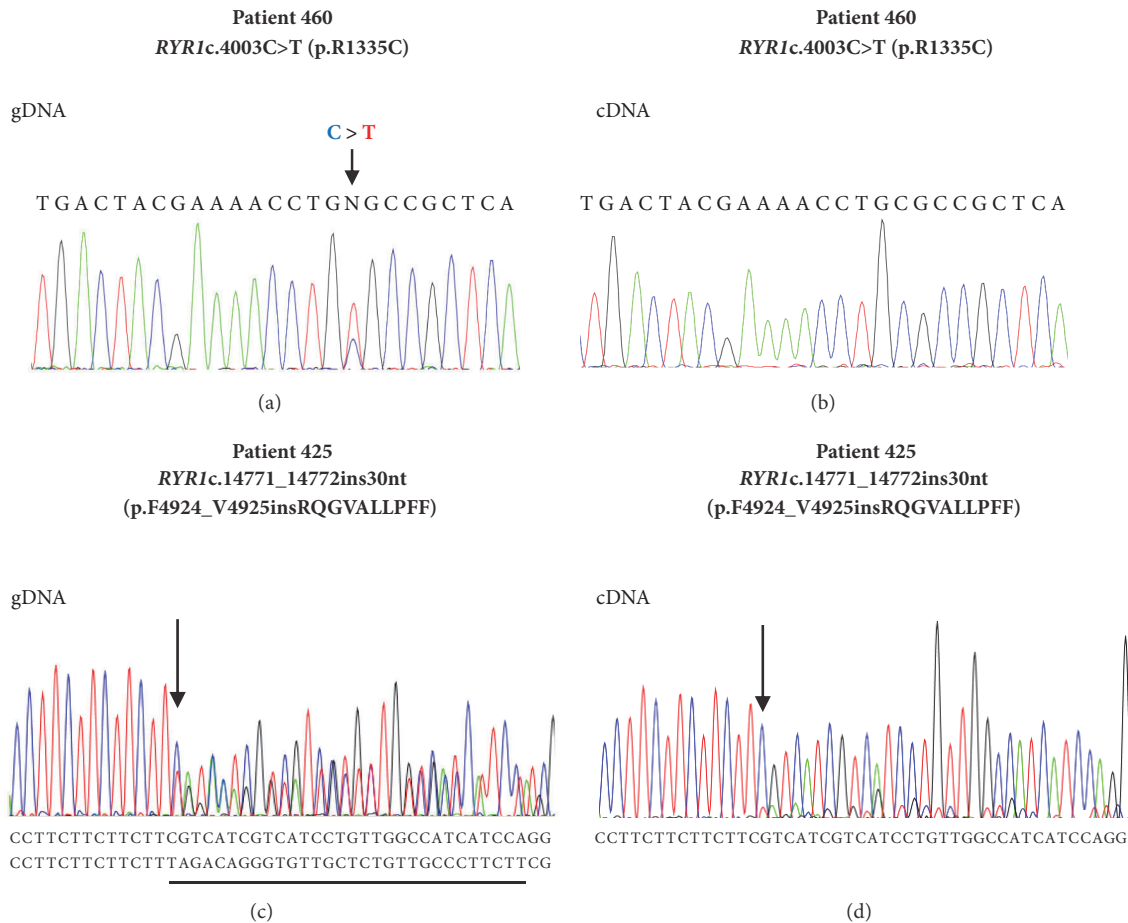 Patient 460
RYR1c.4003C>T (p.R1335C)
gDNA
C > T
TGACTACGAAAACCTGNGCCGCTCA
(a)
Patient 460
RYR1c.4003C>T (p.R1335C)
cDNA
TGACTACGAAAACCTGCGCCGCTCA
(b)
Patient 425
RYR1c.14771_14772ins30nt
(p.F4924_V4925insRQGVALLPFF)
gDNA
CCTTCTTCTTCTTCGTCATCGTCATCCTGTTGGCCATCATCCAGG
CCTTCTTCTTCTTTAGACAGGGTGTTGCTCTGTTGCCCTTCTTCG
(c)
Patient 425
RYR1c.14771_14772ins30nt
(p.F4924_V4925insRQGVALLPFF)
cDNA
CCTTCTTCTTCTTCGTCATCGTCATCCTGTTGGCCATCATCCAGG
(d)